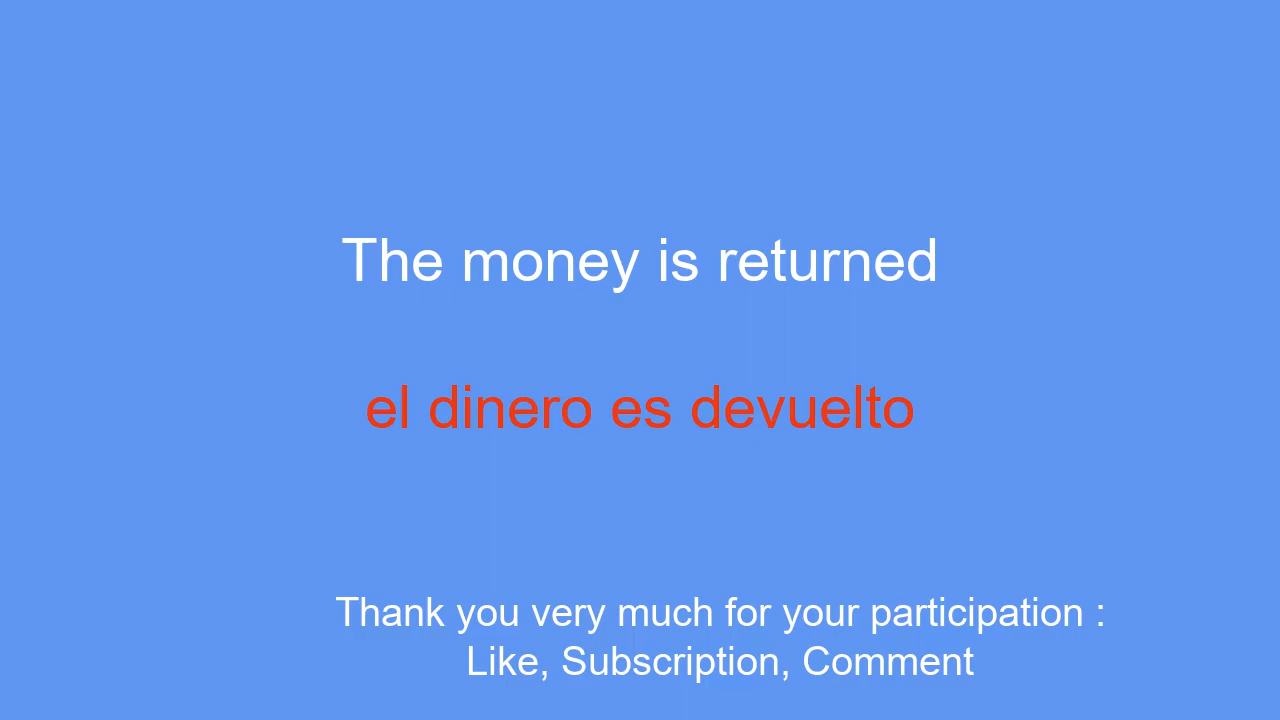 The money is returned
el dinero es devuelto
Thank you very much for your participation :
Like, Subscription, Comment